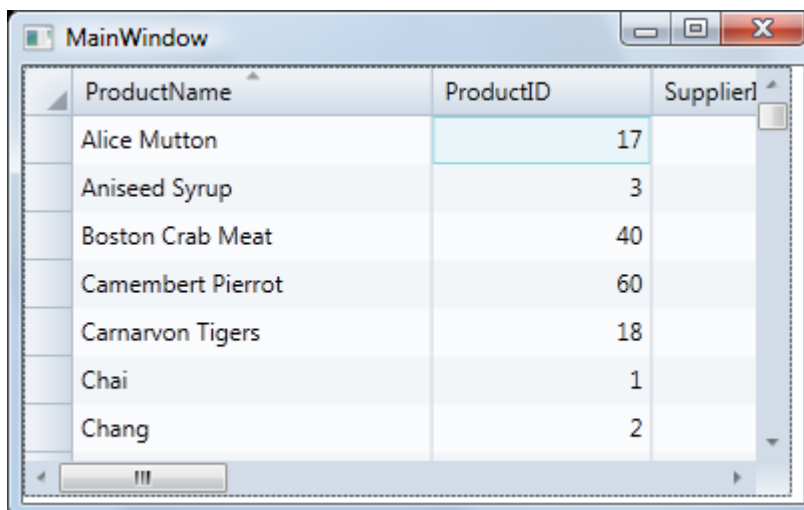 MainWindow
ProductName ProductID SupplierI
Alice Mutton 17
Aniseed Syrup 3
Boston Crab Meat 40
Camembert Pierrot 60
Carnarvon Tigers 18
Chai 1
Chang 2